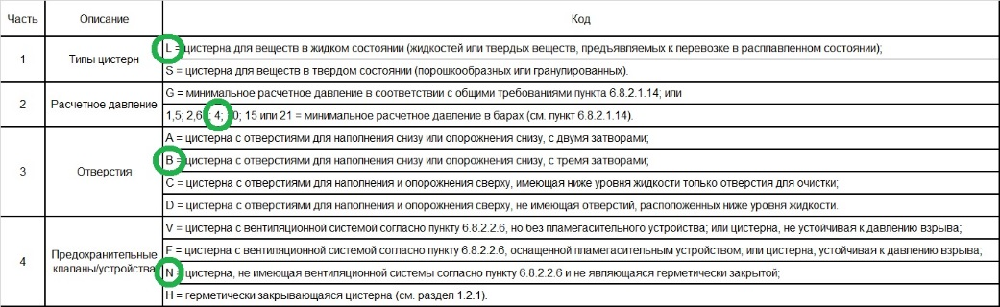 Часть Описание Код
1 Типы цистерн
L = цистерна для веществ в жидком состоянии (жидкостей или твердых веществ, предъявляемых к перевозке в расплавленном состоянии);
S = цистерна для веществ в твердом состоянии (порошкообразных или гранулированных).
2 Расчетное давление
G = минимальное расчетное давление в соответствии с общими требованиями пункта 6.8.2.1.14; или
1,5; 2,6 ; 4; 0; 15 или 21 = минимальное расчетное давление в барах (см. пункт 6.8.2.1.14).
3 Отверстия
A = цистерна с отверстиями для наполнения снизу или опорожнения снизу, с двумя затворами;
B = цистерна с отверстиями для наполнения снизу или опорожнения снизу, с тремя затворами;
C = цистерна с отверстиями для наполнения и опорожнения сверху, имеющая ниже уровня жидкости только отверстия для очистки;
D = цистерна с отверстиями для наполнения и опорожнения сверху, не имеющая отверстий, расположенных ниже уровня жидкости.
4 Предохранительные клапаны/устройства
V = цистерна с вентиляционной системой согласно пункту 6.8.2.2.6, но без пламегасительного устройства; или цистерна, не устойчивая к давлению взрыва;
F = цистерна с вентиляционной системой согласно пункту 6.8.2.2.6, оснащенной пламегасительным устройством; или цистерна, устойчивая к давлению взрыва;
N = цистерна, не имеющая вентиляционной системы согласно пункту 6.8.2.2.6 и не являющаяся герметически закрытой;
H = герметически закрывающаяся цистерна (см. раздел 1.2.1).